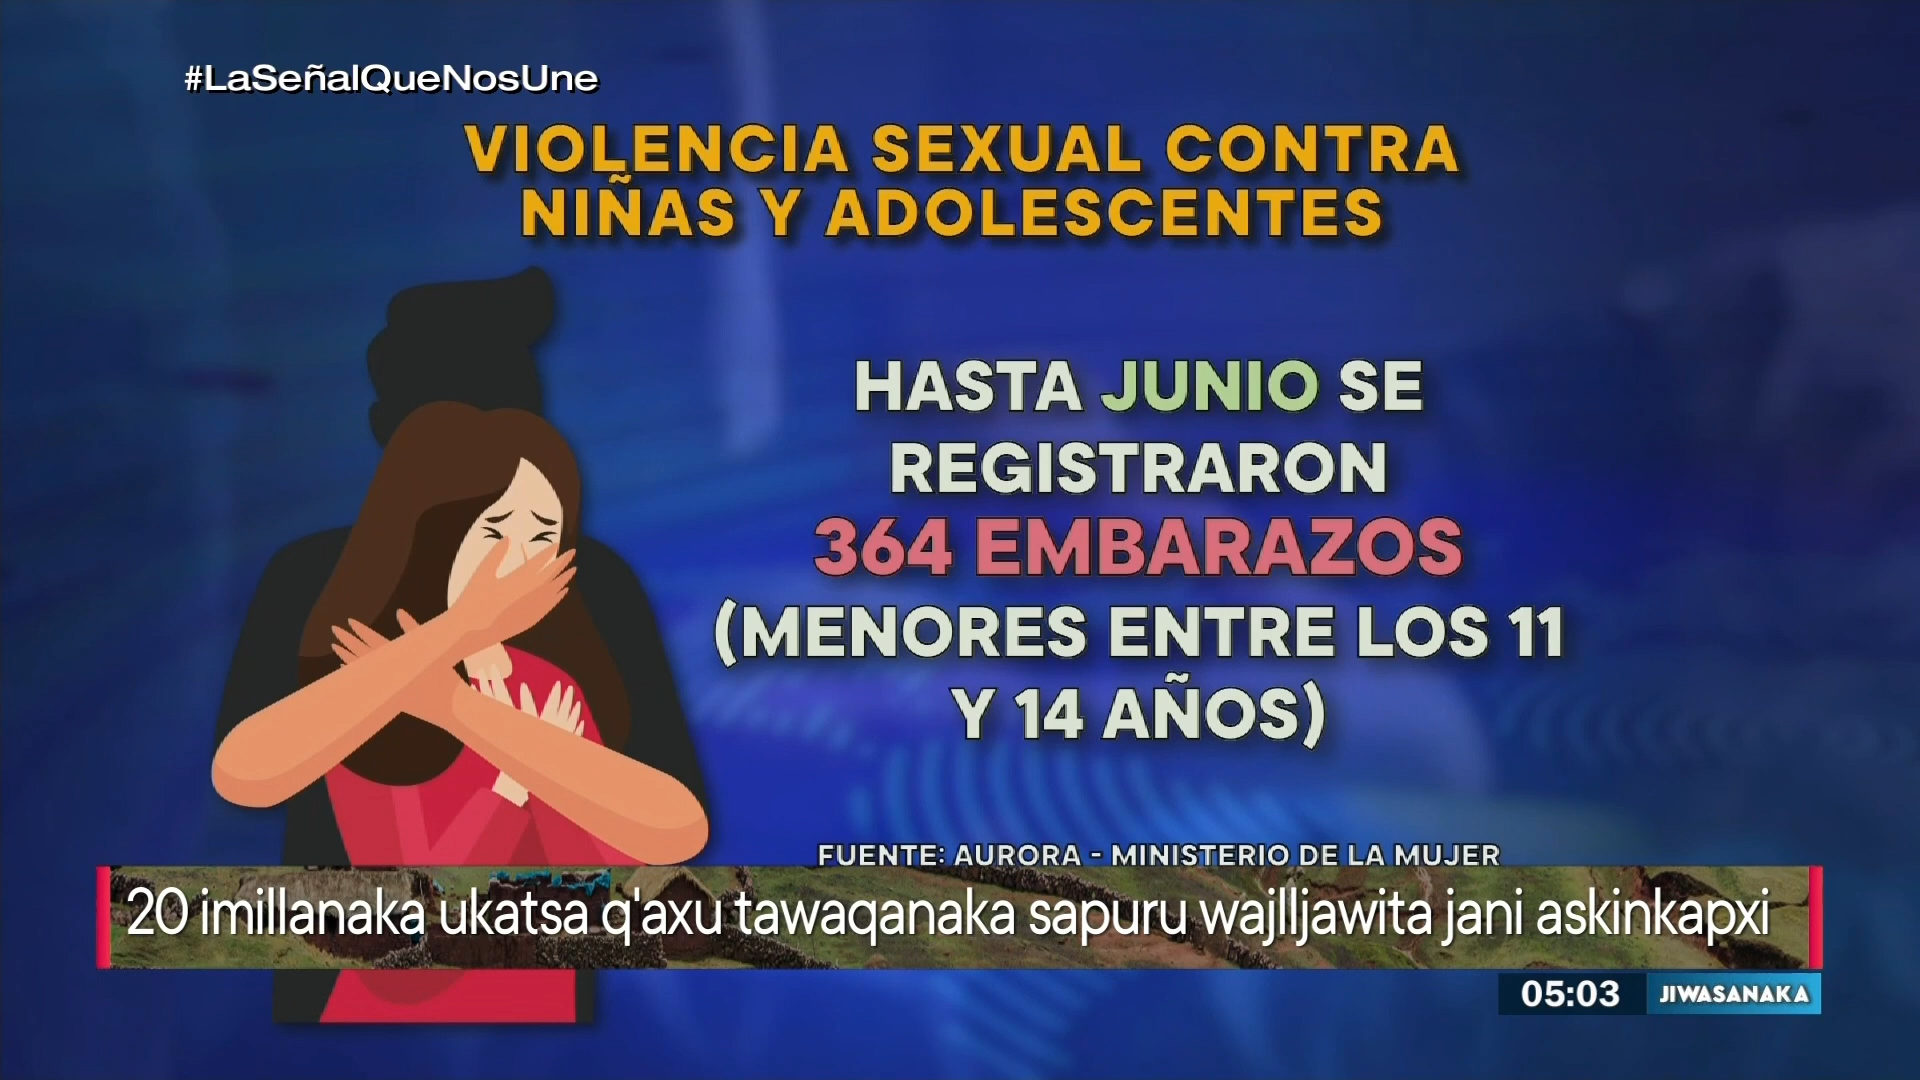 #LaSeñalQueNosUne
VIOLENCIA SEXUAL CONTRA
NIÑAS Y ADOLESCENTES
HASTA JUNIO SE
REGISTRARON
364 EMBARAZOS
(MENORES ENTRE LOS 11
Y 14 AÑOS)
FUENTE: AURORA - MINISTERIO DE LA MUJER
20 imillanaka ukatsa q'axu tawaqanaka sapuru wajlljawita jani askinkapxi
05:03 JIWASANAKA